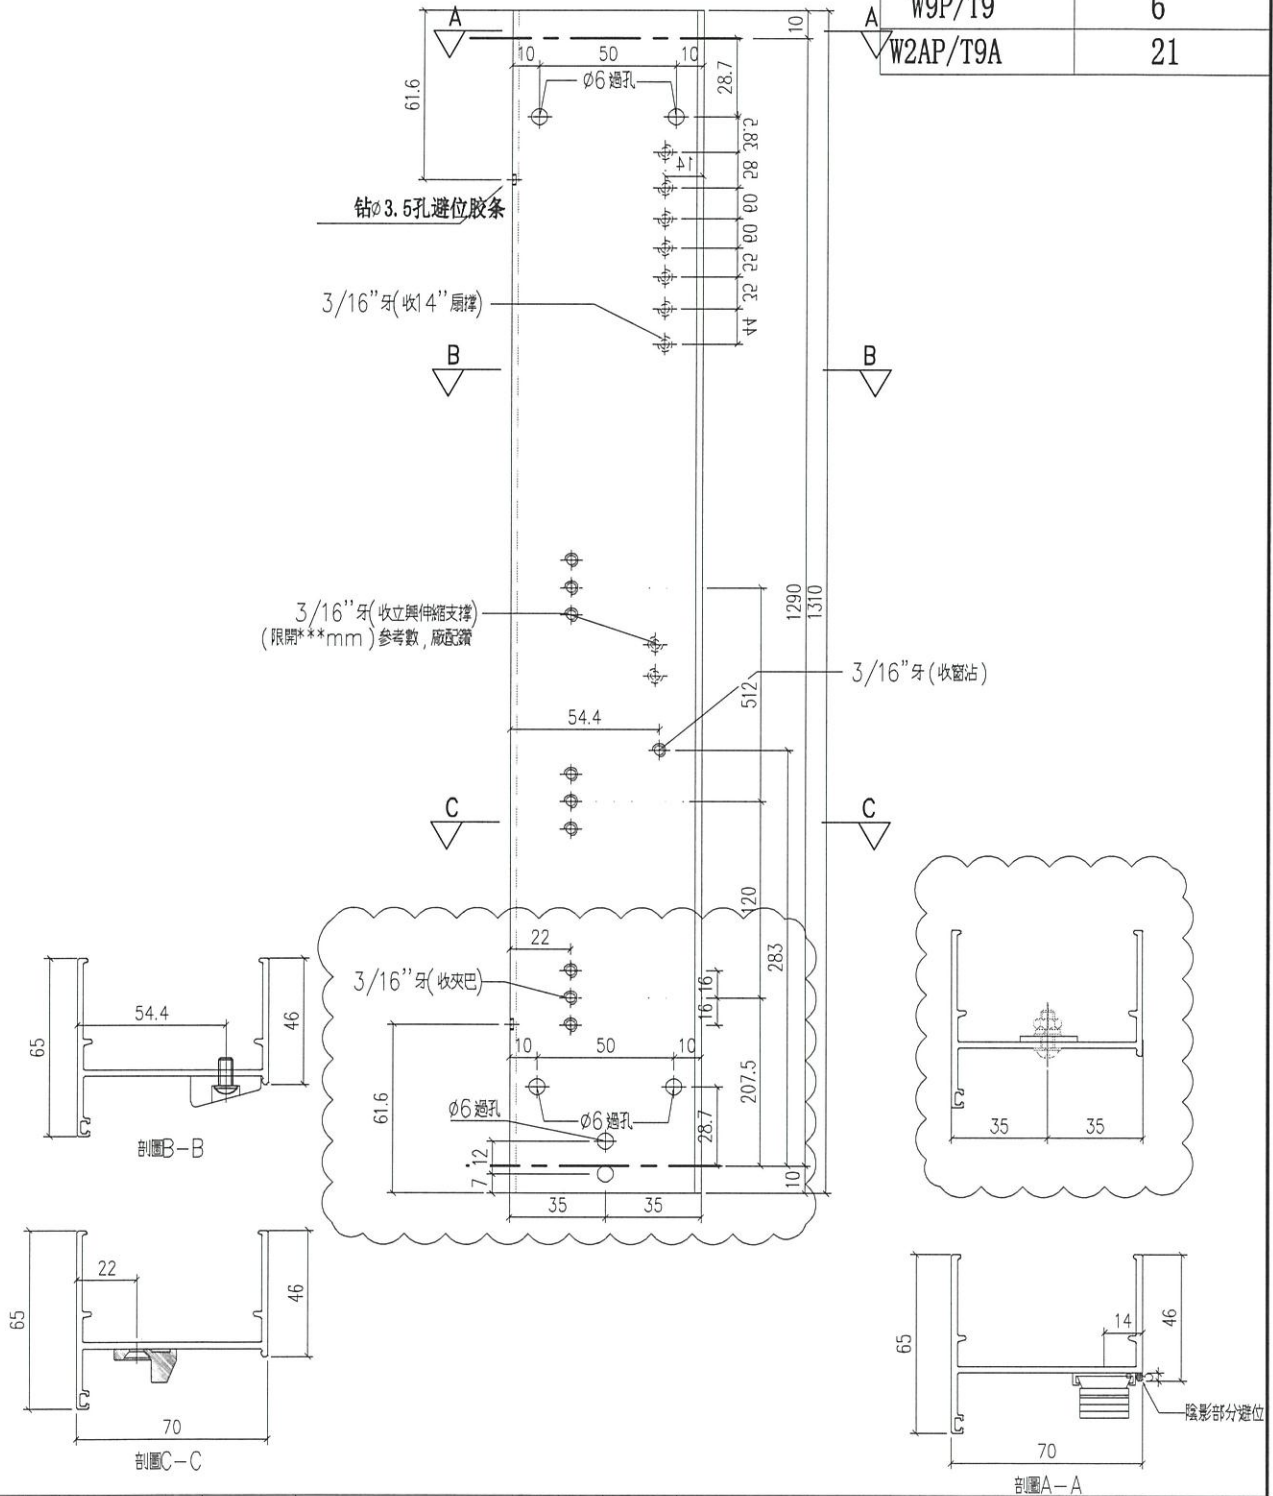 W9P/T9 6
W2AP/T9A 21
A
A
10
10 50 10
ø6過孔
28.7
61.6
14
钻ø3.5孔避位胶条
3/16"牙(收14"扇撐)
44
B
B
3/16"牙(收立興伸縮支撐)
(限開***mm)參考數,廠配鑽
1290
1310
3/16"牙(收窗沾)
512
54.4
C
C
120
283
22
3/16"牙(收夾巴)
16 16
10 50 10
207.5
61.6
ø6過孔
ø6過孔
28.7
12
7
10
35 35
54.4
65
46
剖圖B-B
35 35
22
65
46
70
剖圖C-C
14
65
46
陰影部分避位
70
剖圖A-A